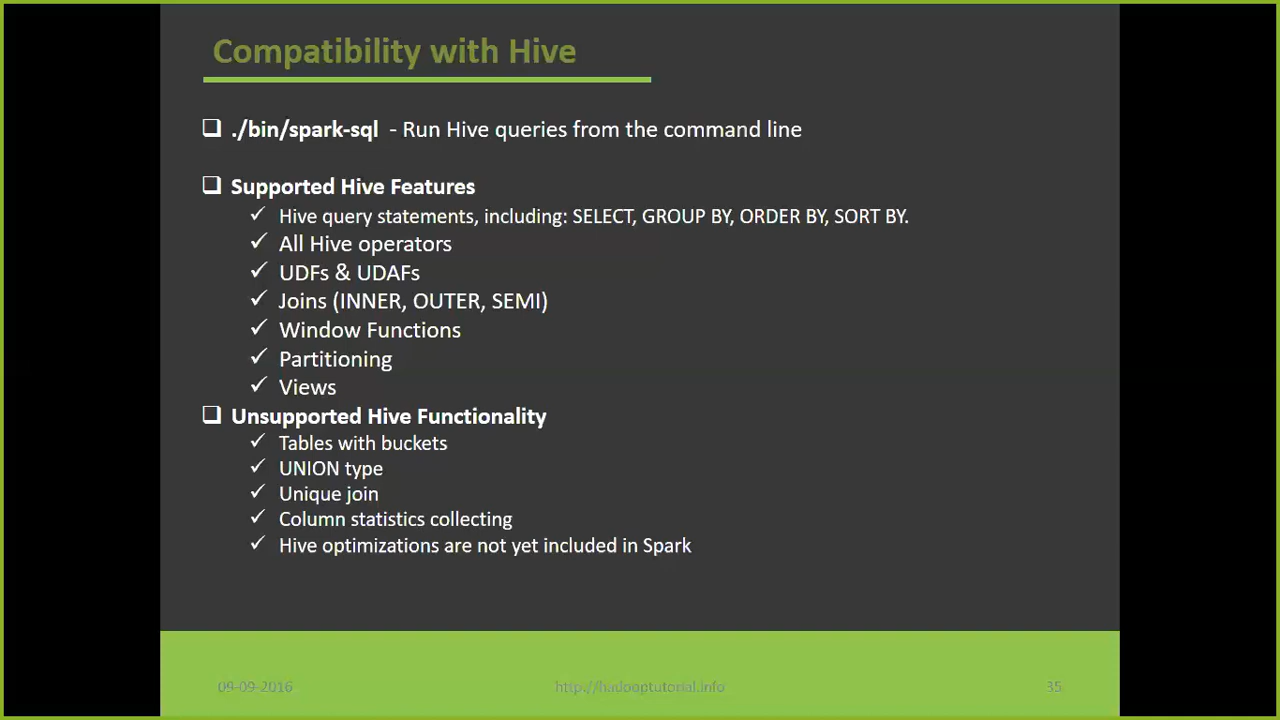 Compatibility with Hive
./bin/spark-sql - Run Hive queries from the command line
Supported Hive Features
Hive query statements, including: SELECT, GROUP BY, ORDER BY, SORT BY.
All Hive operators
UDFs & UDAFs
Joins (INNER, OUTER, SEMI)
Window Functions
Partitioning
Views
Unsupported Hive Functionality
Tables with buckets
UNION type
Unique join
Column statistics collecting
Hive optimizations are not yet included in Spark
09-09-2016 http://hadooptutorial.info 35